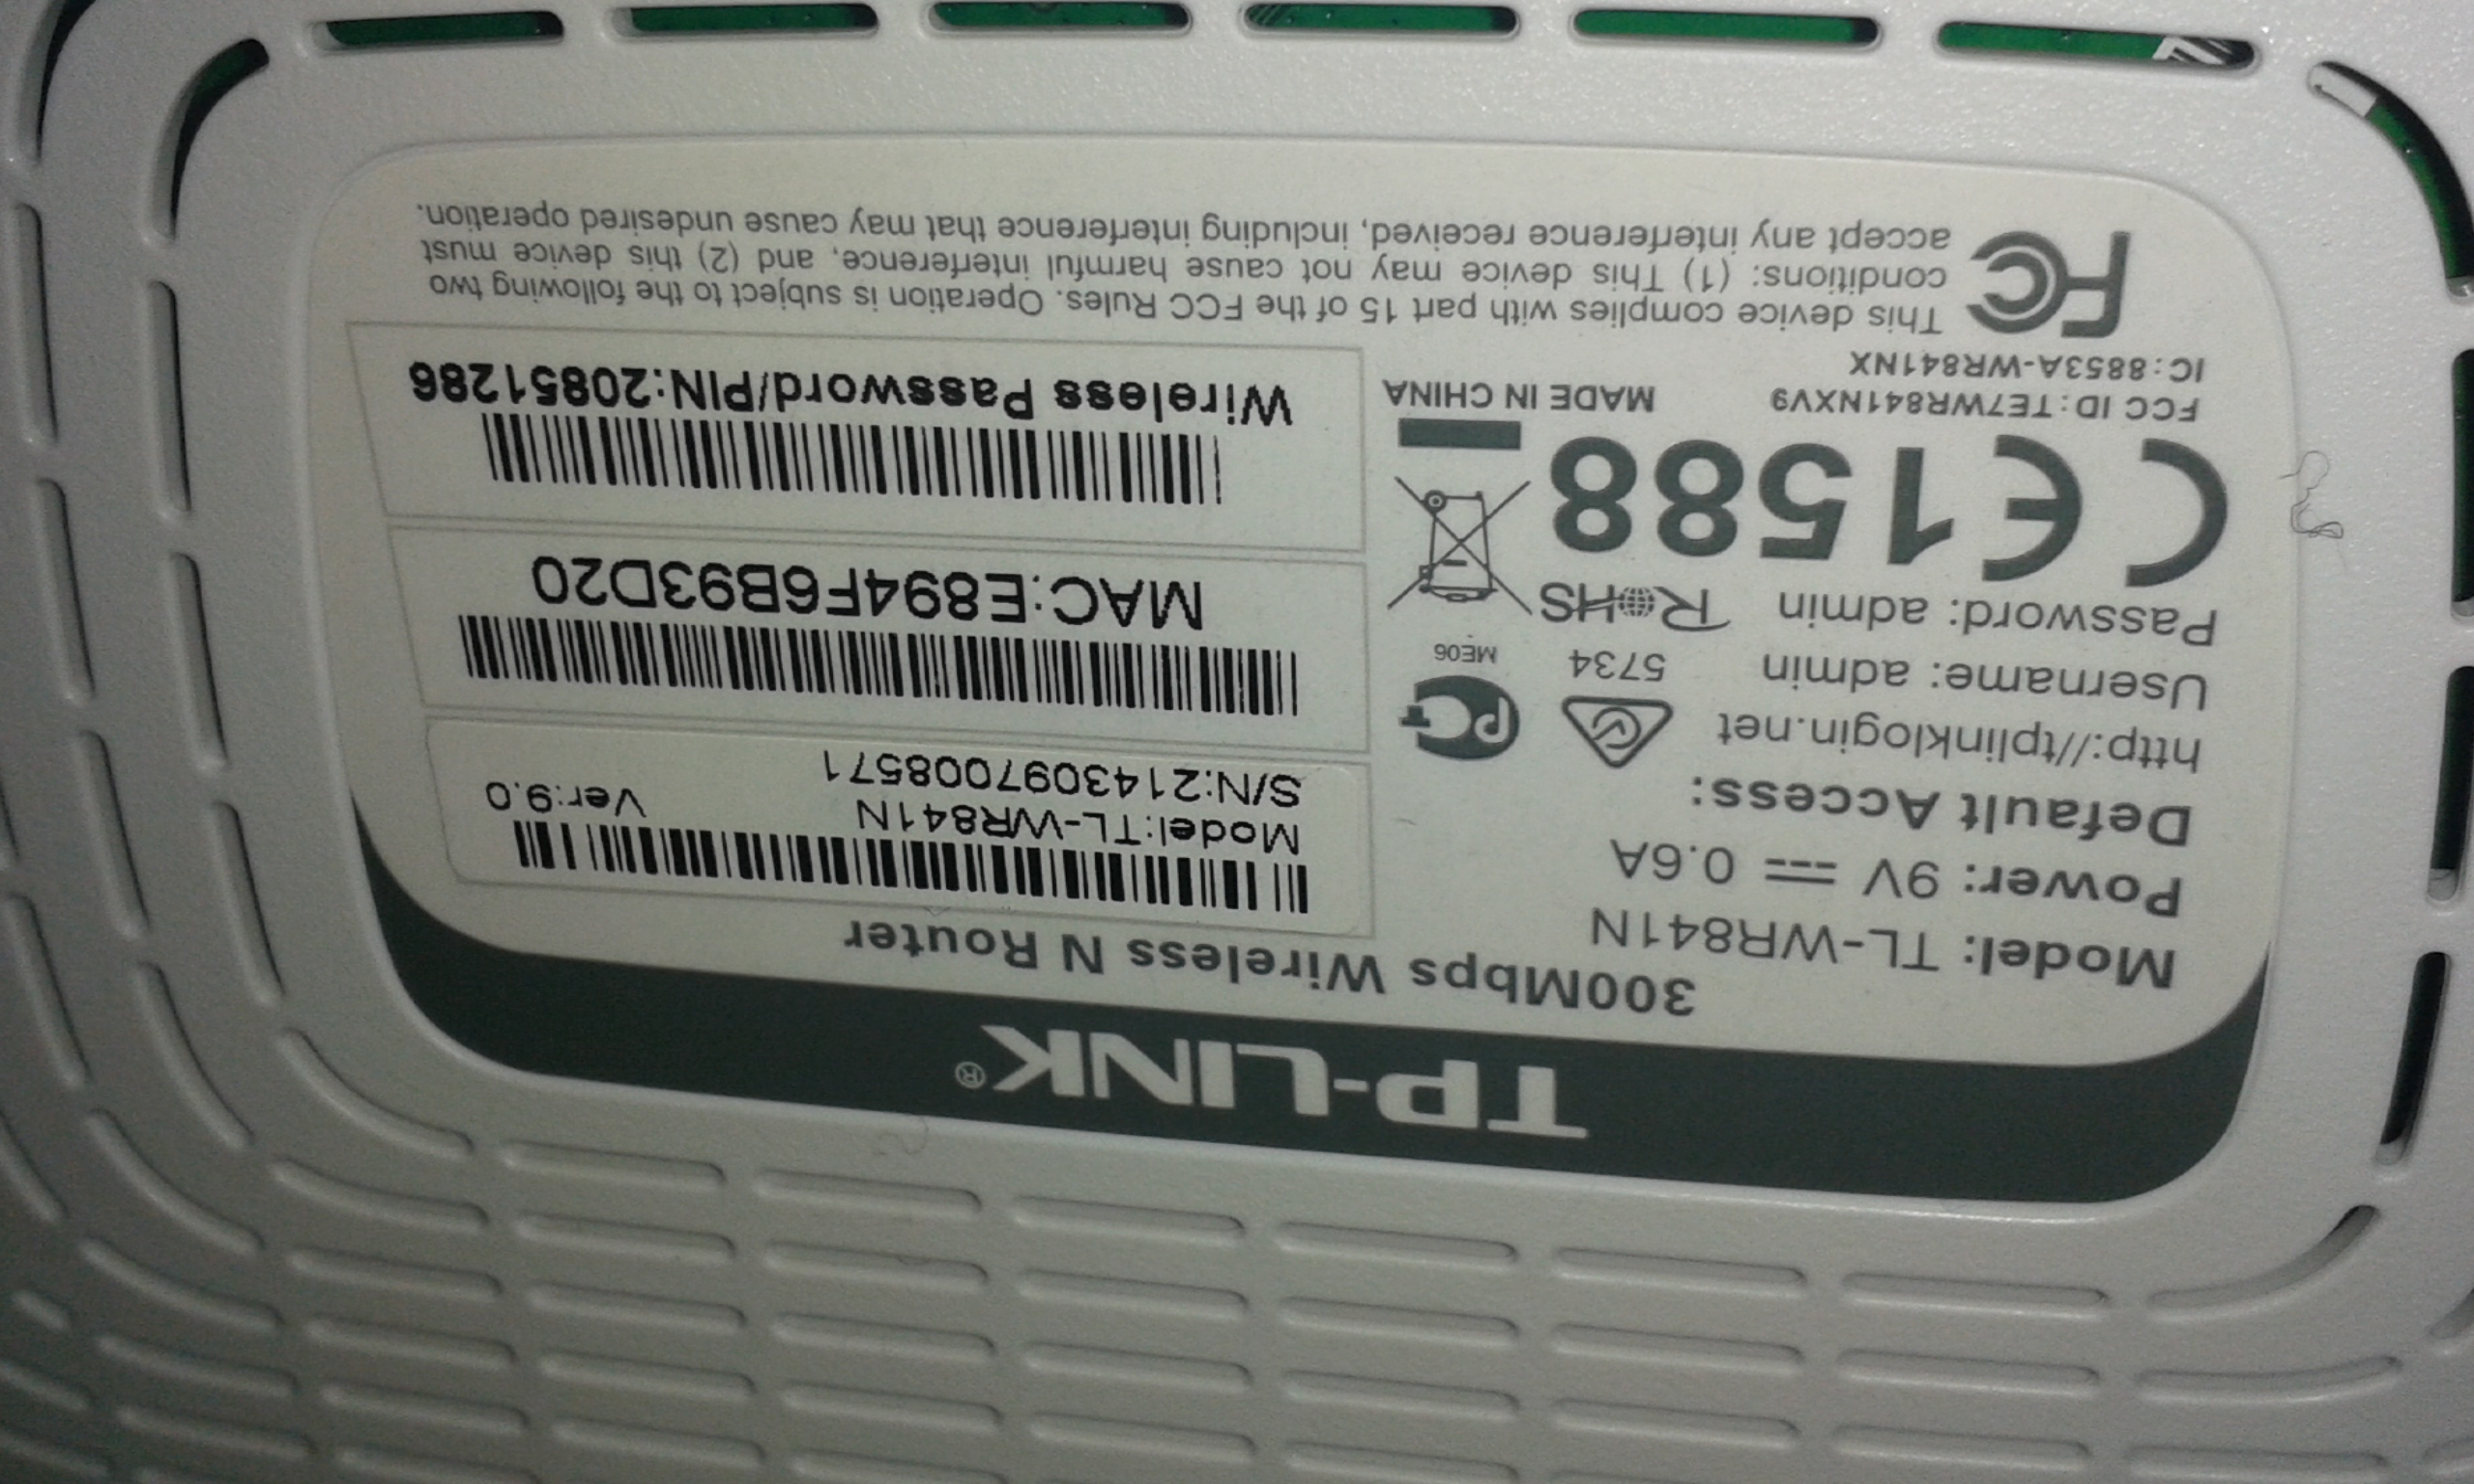 TP-LINK®
300Mbps Wireless N Router
Model: TL-WR841N
Power: 9V 0.6A
Default Access:
http://tplinklogin.net
Username: admin
Password: admin
5734
ME06
RoHS
CE1588
FCC ID:TE7WR841NXV9
IC:8853A-WR841NX
MADE IN CHINA
Model:TL-WR841N Ver:9.0
S/N:2143097008571
MAC:E894F6B93D20
Wireless Password/PIN:20851286
FC
This device complies with part 15 of the FCC Rules. Operation is subject to the following two
conditions: (1) This device may not cause harmful interference, and (2) this device must
accept any interference received, including interference that may cause undesired operation.